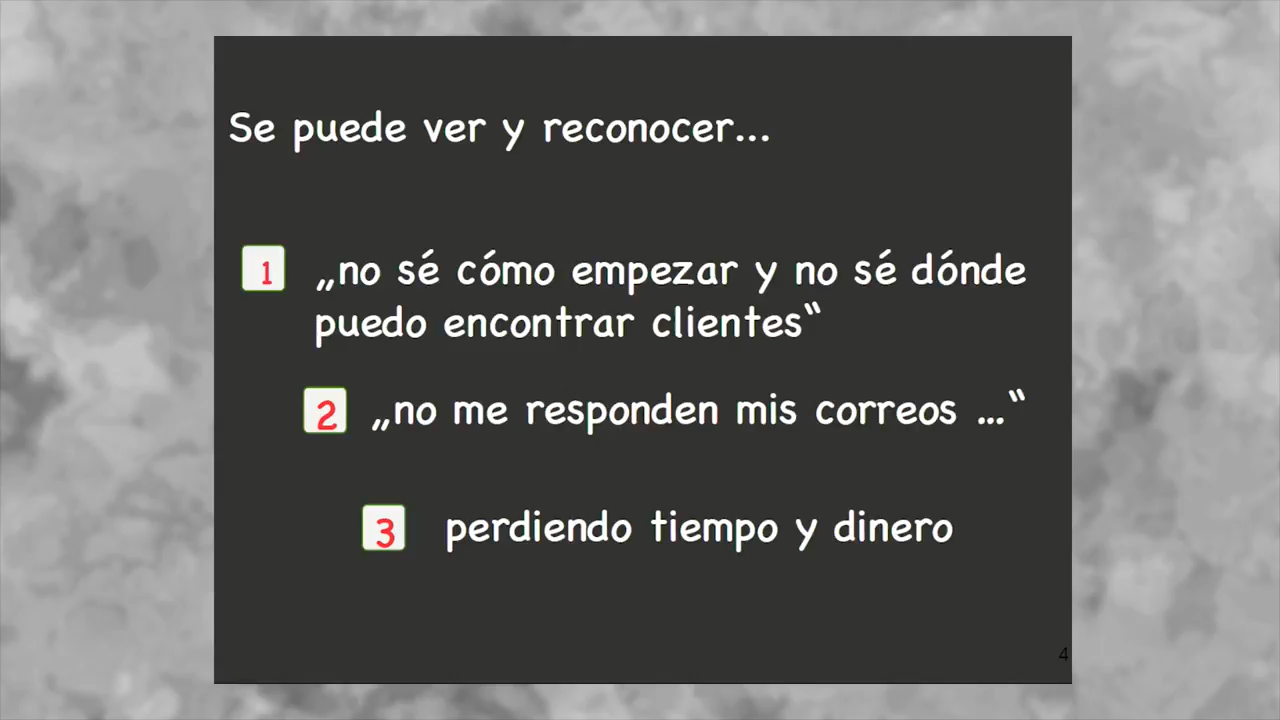 Se puede ver y reconocer...
1 „no sé cómo empezar y no sé dónde
puedo encontrar clientes“
2 „no me responden mis correos ...“
3 perdiendo tiempo y dinero
4